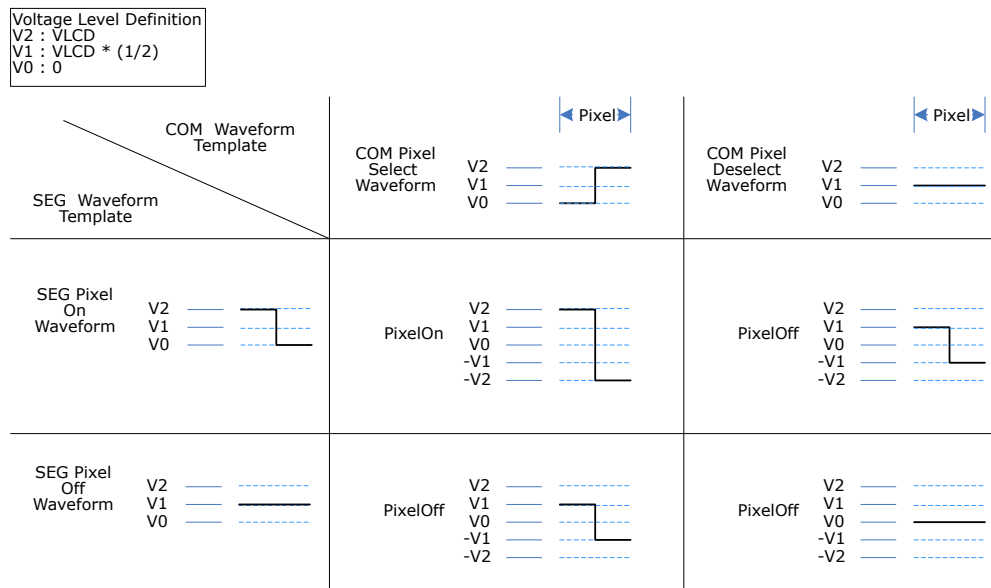 Voltage Level Definition
V2 : VLCD
V1 : VLCD * (1/2)
V0 : 0
COM Waveform
Template
SEG Waveform
Template
Pixel
COM Pixel
Select
Waveform
V2
V1
V0
Pixel
COM Pixel
Deselect
Waveform
V2
V1
V0
SEG Pixel
On
Waveform
V2
V1
V0
PixelOn
V2
V1
V0
-V1
-V2
PixelOff
V2
V1
V0
-V1
-V2
SEG Pixel
Off
Waveform
V2
V1
V0
PixelOff
V2
V1
V0
-V1
-V2
PixelOff
V2
V1
V0
-V1
-V2